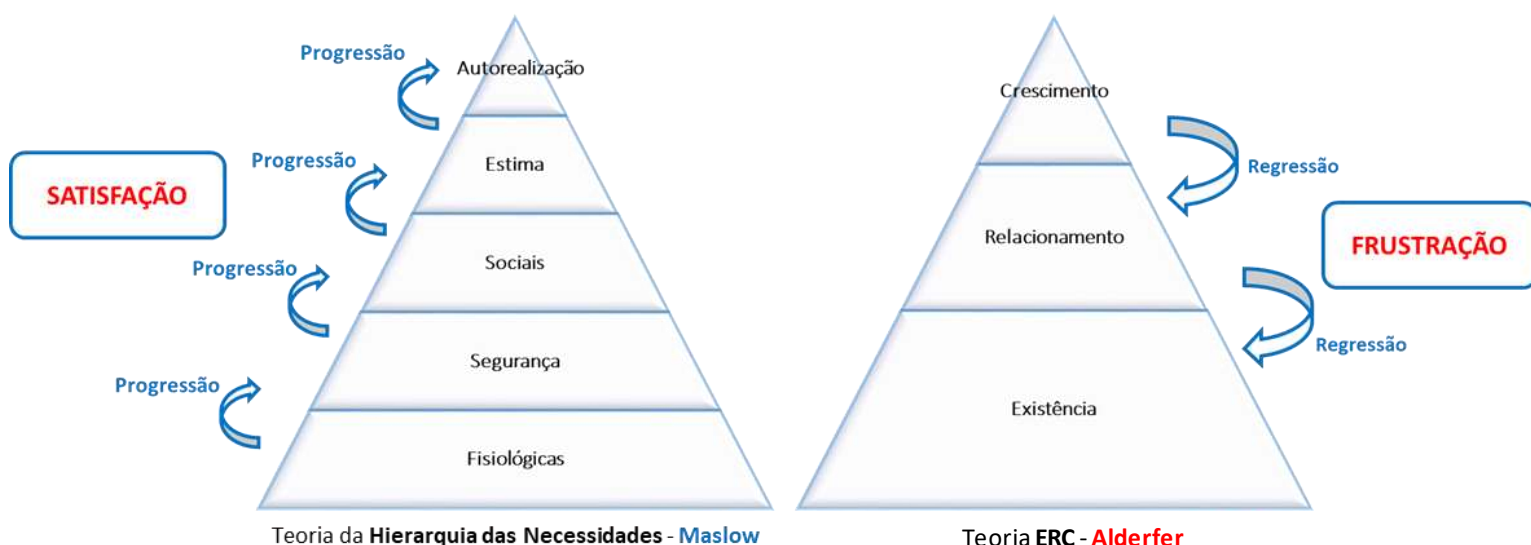 Progressão
Autorealização
Crescimento
Progressão
Estima
Regressão
SATISFAÇÃO
Relacionamento
FRUSTRAÇÃO
Progressão
Sociais
Regressão
Segurança
Progressão
Existência
Fisiológicas
Teoria da Hierarquia das Necessidades - Maslow
Teoria ERC - Alderfer